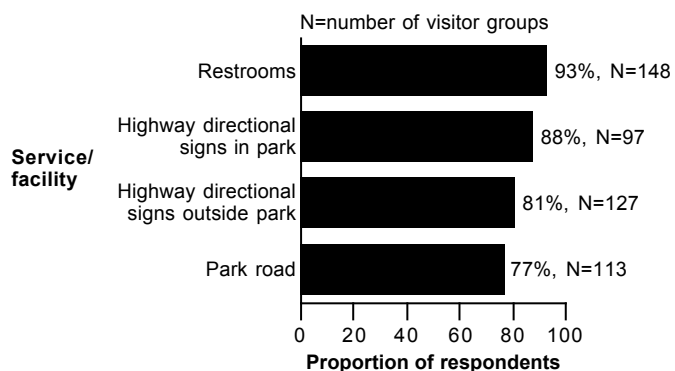 N=number of visitor groups
Restrooms
93%, N=148
Highway directional
signs in park
88%, N=97
Service/
facility
Highway directional
signs outside park
81%, N=127
Park road
77%, N=113
0 20 40 60 80 100
Proportion of respondents